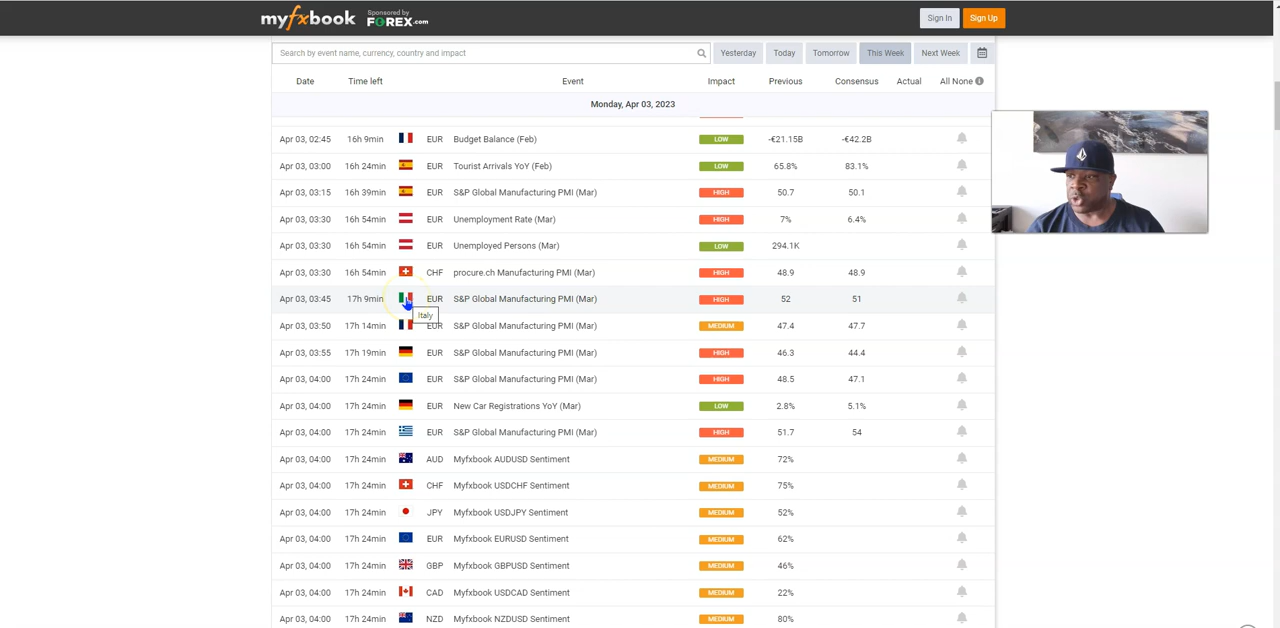 myfxbook Sponsored by FOREX.com Sign In Sign Up
Search by event name, currency, country and impact Yesterday Today Tomorrow This Week Next Week
Date Time left Event Impact Previous Consensus Actual All None
Monday, Apr 03, 2023
Apr 03, 02:45 16h 9min EUR Budget Balance (Feb) LOW -€21.15B -€42.2B
Apr 03, 03:00 16h 24min EUR Tourist Arrivals YoY (Feb) LOW 65.8% 83.1%
Apr 03, 03:15 16h 39min EUR S&P Global Manufacturing PMI (Mar) HIGH 50.7 50.1
Apr 03, 03:30 16h 54min EUR Unemployment Rate (Mar) HIGH 7% 6.4%
Apr 03, 03:30 16h 54min EUR Unemployed Persons (Mar) LOW 294.1K
Apr 03, 03:30 16h 54min CHF procure.ch Manufacturing PMI (Mar) HIGH 48.9 48.9
Apr 03, 03:45 17h 9min EUR S&P Global Manufacturing PMI (Mar) HIGH 52 51
Italy
Apr 03, 03:50 17h 14min EUR S&P Global Manufacturing PMI (Mar) MEDIUM 47.4 47.7
Apr 03, 03:55 17h 19min EUR S&P Global Manufacturing PMI (Mar) HIGH 46.3 44.4
Apr 03, 04:00 17h 24min EUR S&P Global Manufacturing PMI (Mar) HIGH 48.5 47.1
Apr 03, 04:00 17h 24min EUR New Car Registrations YoY (Mar) LOW 2.8% 5.1%
Apr 03, 04:00 17h 24min EUR S&P Global Manufacturing PMI (Mar) HIGH 51.7 54
Apr 03, 04:00 17h 24min AUD Myfxbook AUDUSD Sentiment MEDIUM 72%
Apr 03, 04:00 17h 24min CHF Myfxbook USDCHF Sentiment MEDIUM 75%
Apr 03, 04:00 17h 24min JPY Myfxbook USDJPY Sentiment MEDIUM 52%
Apr 03, 04:00 17h 24min EUR Myfxbook EURUSD Sentiment MEDIUM 62%
Apr 03, 04:00 17h 24min GBP Myfxbook GBPUSD Sentiment MEDIUM 46%
Apr 03, 04:00 17h 24min CAD Myfxbook USDCAD Sentiment MEDIUM 22%
Apr 03, 04:00 17h 24min NZD Myfxbook NZDUSD Sentiment MEDIUM 80%